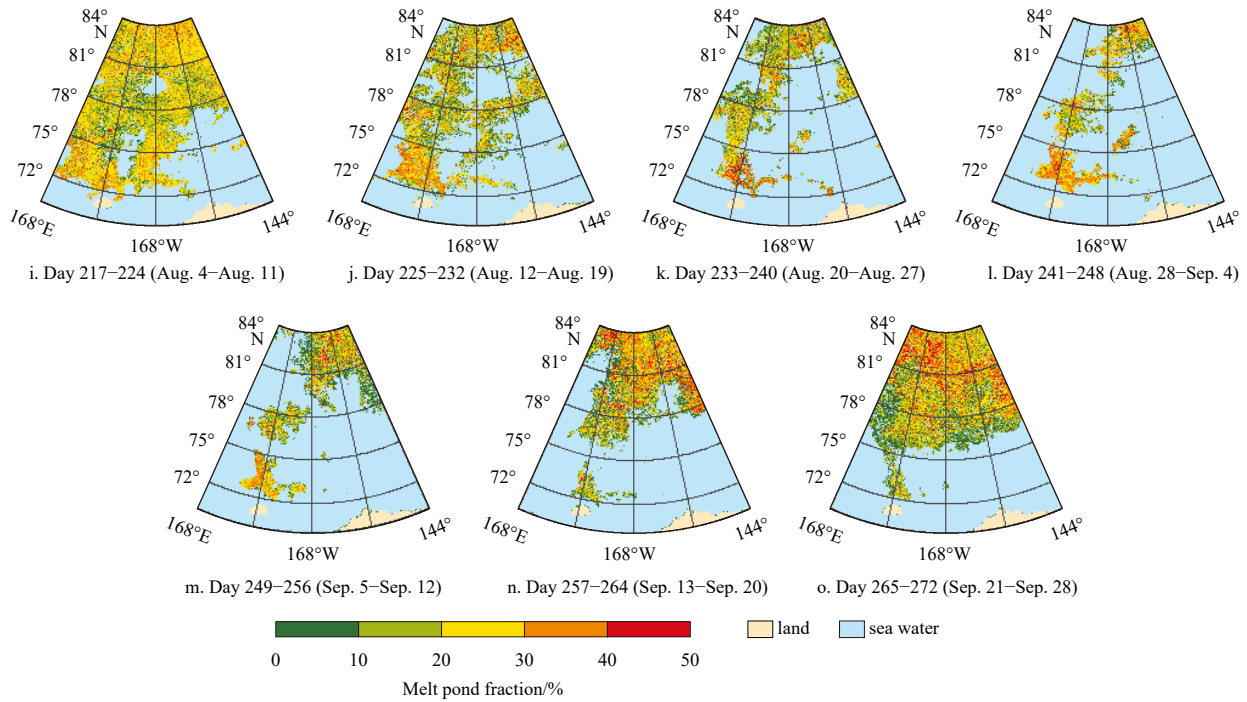 84°
N
81°
78°
75°
72°
168°E
168°W
144°
i. Day 217−224 (Aug. 4−Aug. 11)
84°
N
81°
78°
75°
72°
168°E
168°W
144°
j. Day 225−232 (Aug. 12−Aug. 19)
84°
N
81°
78°
75°
72°
168°E
168°W
144°
k. Day 233−240 (Aug. 20−Aug. 27)
84°
N
81°
78°
75°
72°
168°E
168°W
144°
l. Day 241−248 (Aug. 28−Sep. 4)
84°
N
81°
78°
75°
72°
168°E
168°W
144°
m. Day 249−256 (Sep. 5−Sep. 12)
84°
N
81°
78°
75°
72°
168°E
168°W
144°
n. Day 257−264 (Sep. 13−Sep. 20)
84°
N
81°
78°
75°
72°
168°E
168°W
144°
o. Day 265−272 (Sep. 21−Sep. 28)
land
sea water
0 10 20 30 40 50
Melt pond fraction/%